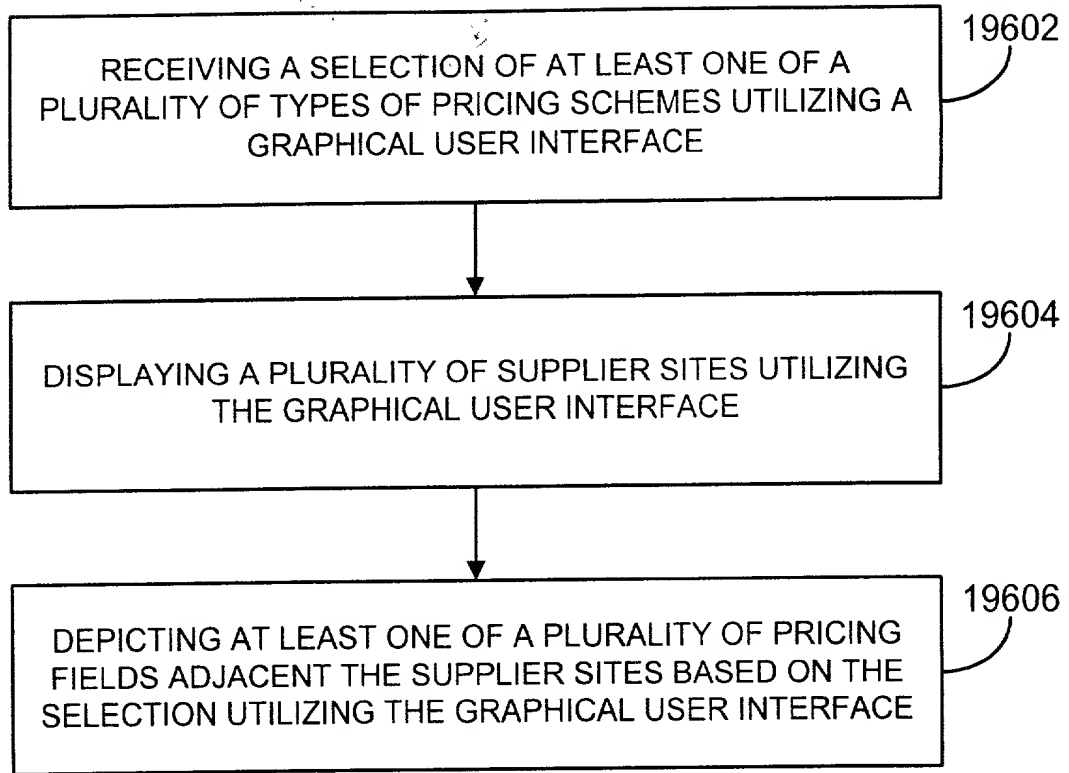 19602
RECEIVING A SELECTION OF AT LEAST ONE OF A
PLURALITY OF TYPES OF PRICING SCHEMES UTILIZING A
GRAPHICAL USER INTERFACE
19604
DISPLAYING A PLURALITY OF SUPPLIER SITES UTILIZING
THE GRAPHICAL USER INTERFACE
19606
DEPICTING AT LEAST ONE OF A PLURALITY OF PRICING
FIELDS ADJACENT THE SUPPLIER SITES BASED ON THE
SELECTION UTILIZING THE GRAPHICAL USER INTERFACE